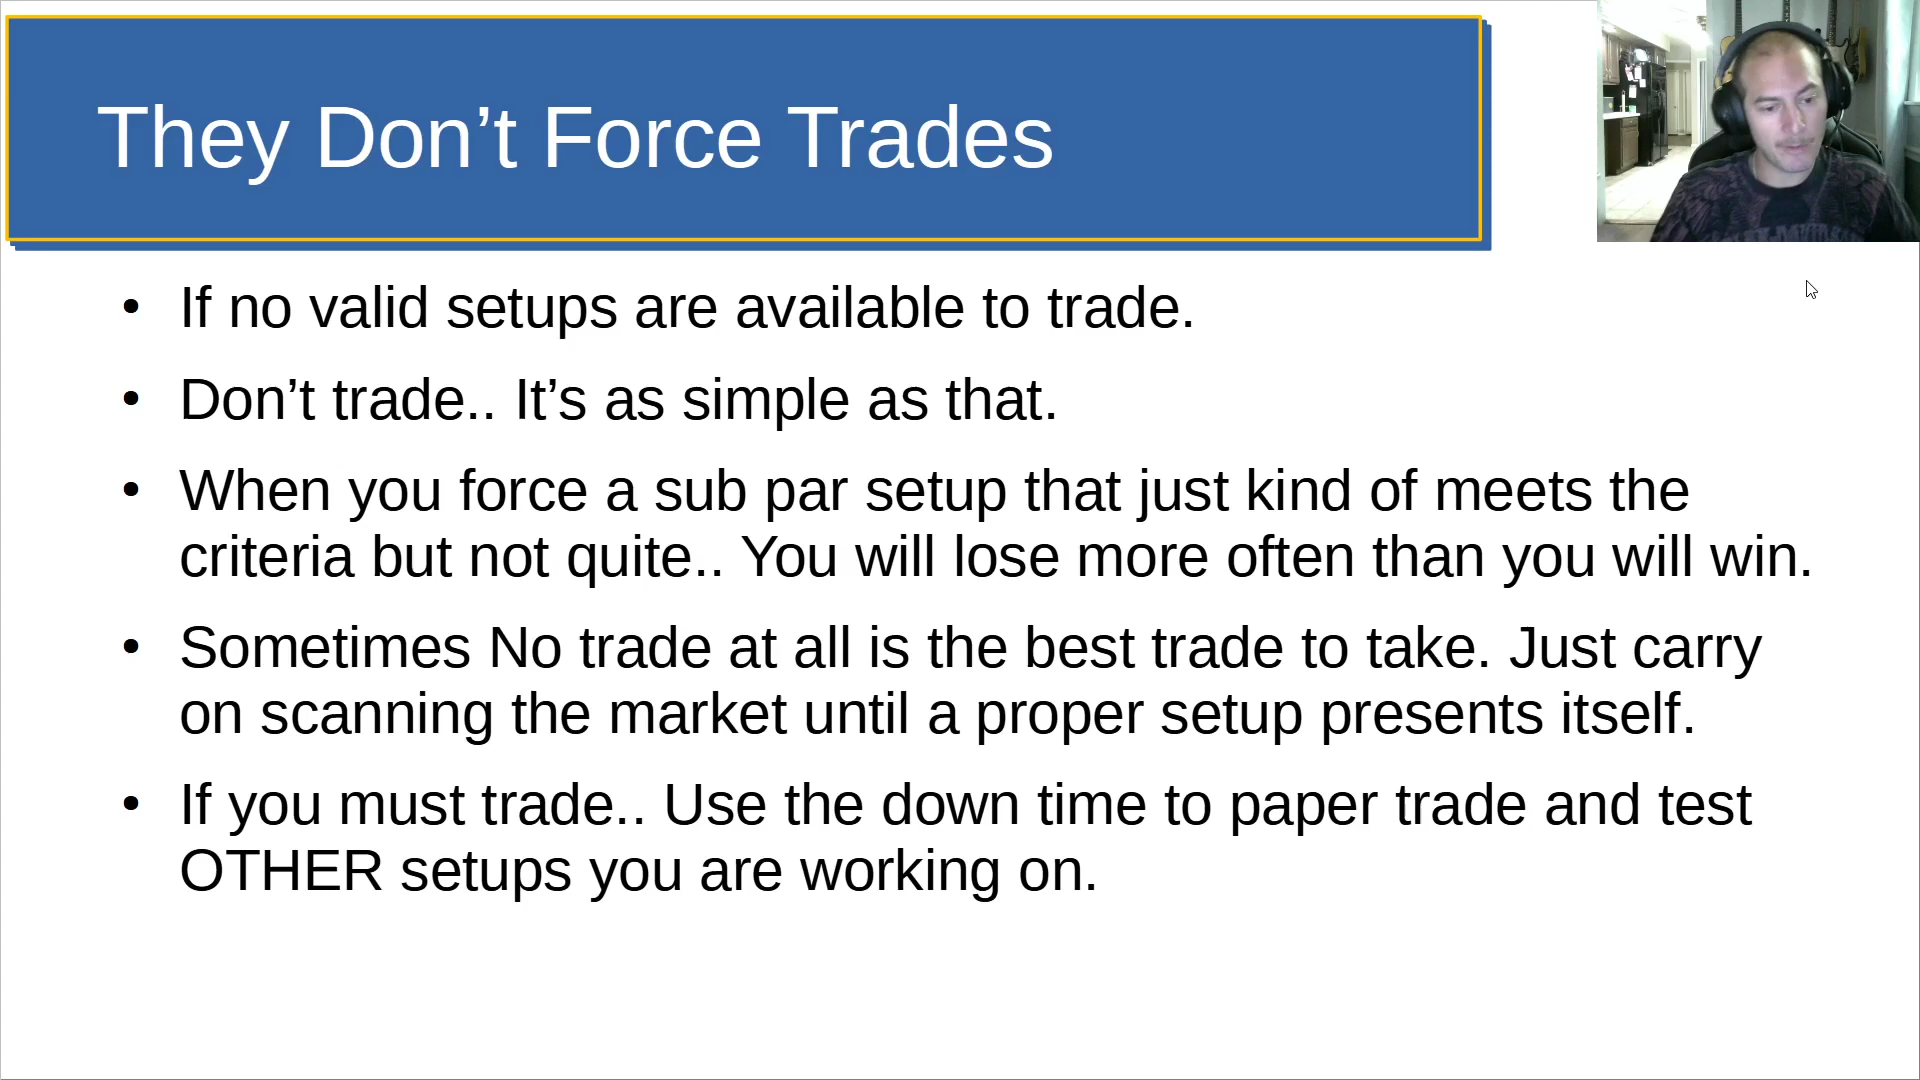 They Don’t Force Trades
• If no valid setups are available to trade.
• Don’t trade.. It’s as simple as that.
• When you force a sub par setup that just kind of meets the
criteria but not quite.. You will lose more often than you will win.
• Sometimes No trade at all is the best trade to take. Just carry
on scanning the market until a proper setup presents itself.
• If you must trade.. Use the down time to paper trade and test
OTHER setups you are working on.